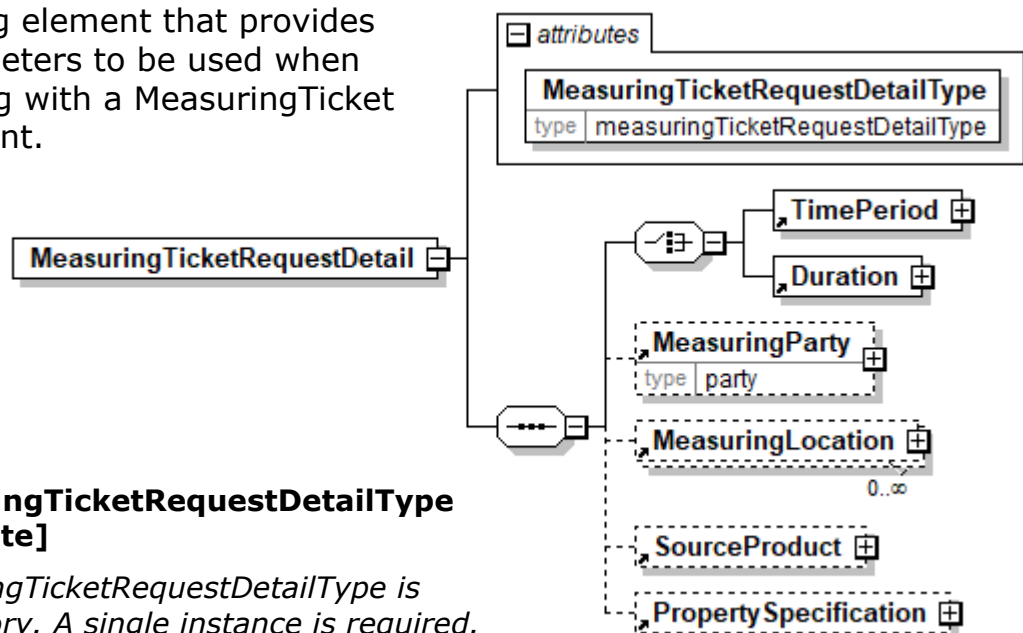 g element that provides
eters to be used when
g with a MeasuringTicket
nt.
attributes
MeasuringTicketRequestDetailType
type measuringTicketRequestDetailType
MeasuringTicketRequestDetail
TimePeriod
Duration
MeasuringParty
type party
MeasuringLocation
0..∞
SourceProduct
PropertySpecification
ngTicketRequestDetailType
te]
ngTicketRequestDetailType is
ory. A single instance is required.